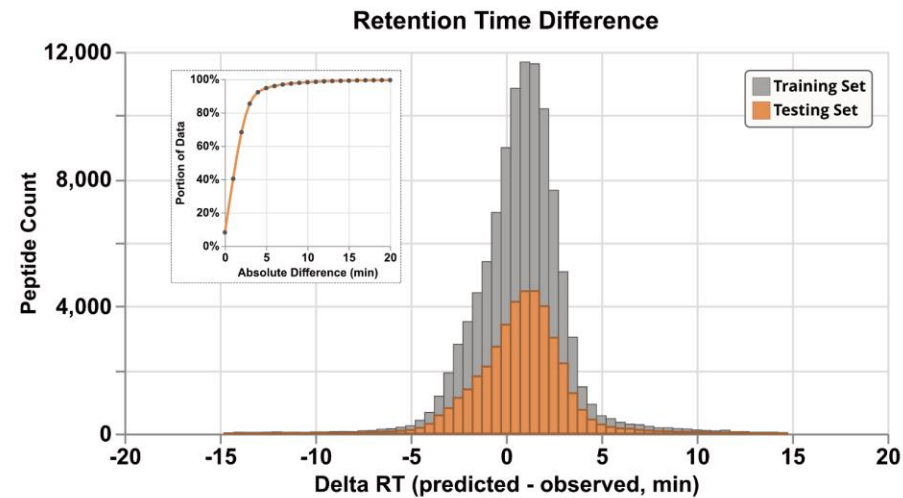 Retention Time Difference
12,000
8,000
4,000
0
Peptide Count
-20 -15 -10 -5 0 5 10 15 20
Delta RT (predicted - observed, min)
Training Set
Testing Set
100%
80%
60%
40%
20%
0%
Portion of Data
0 5 10 15 20
Absolute Difference (min)